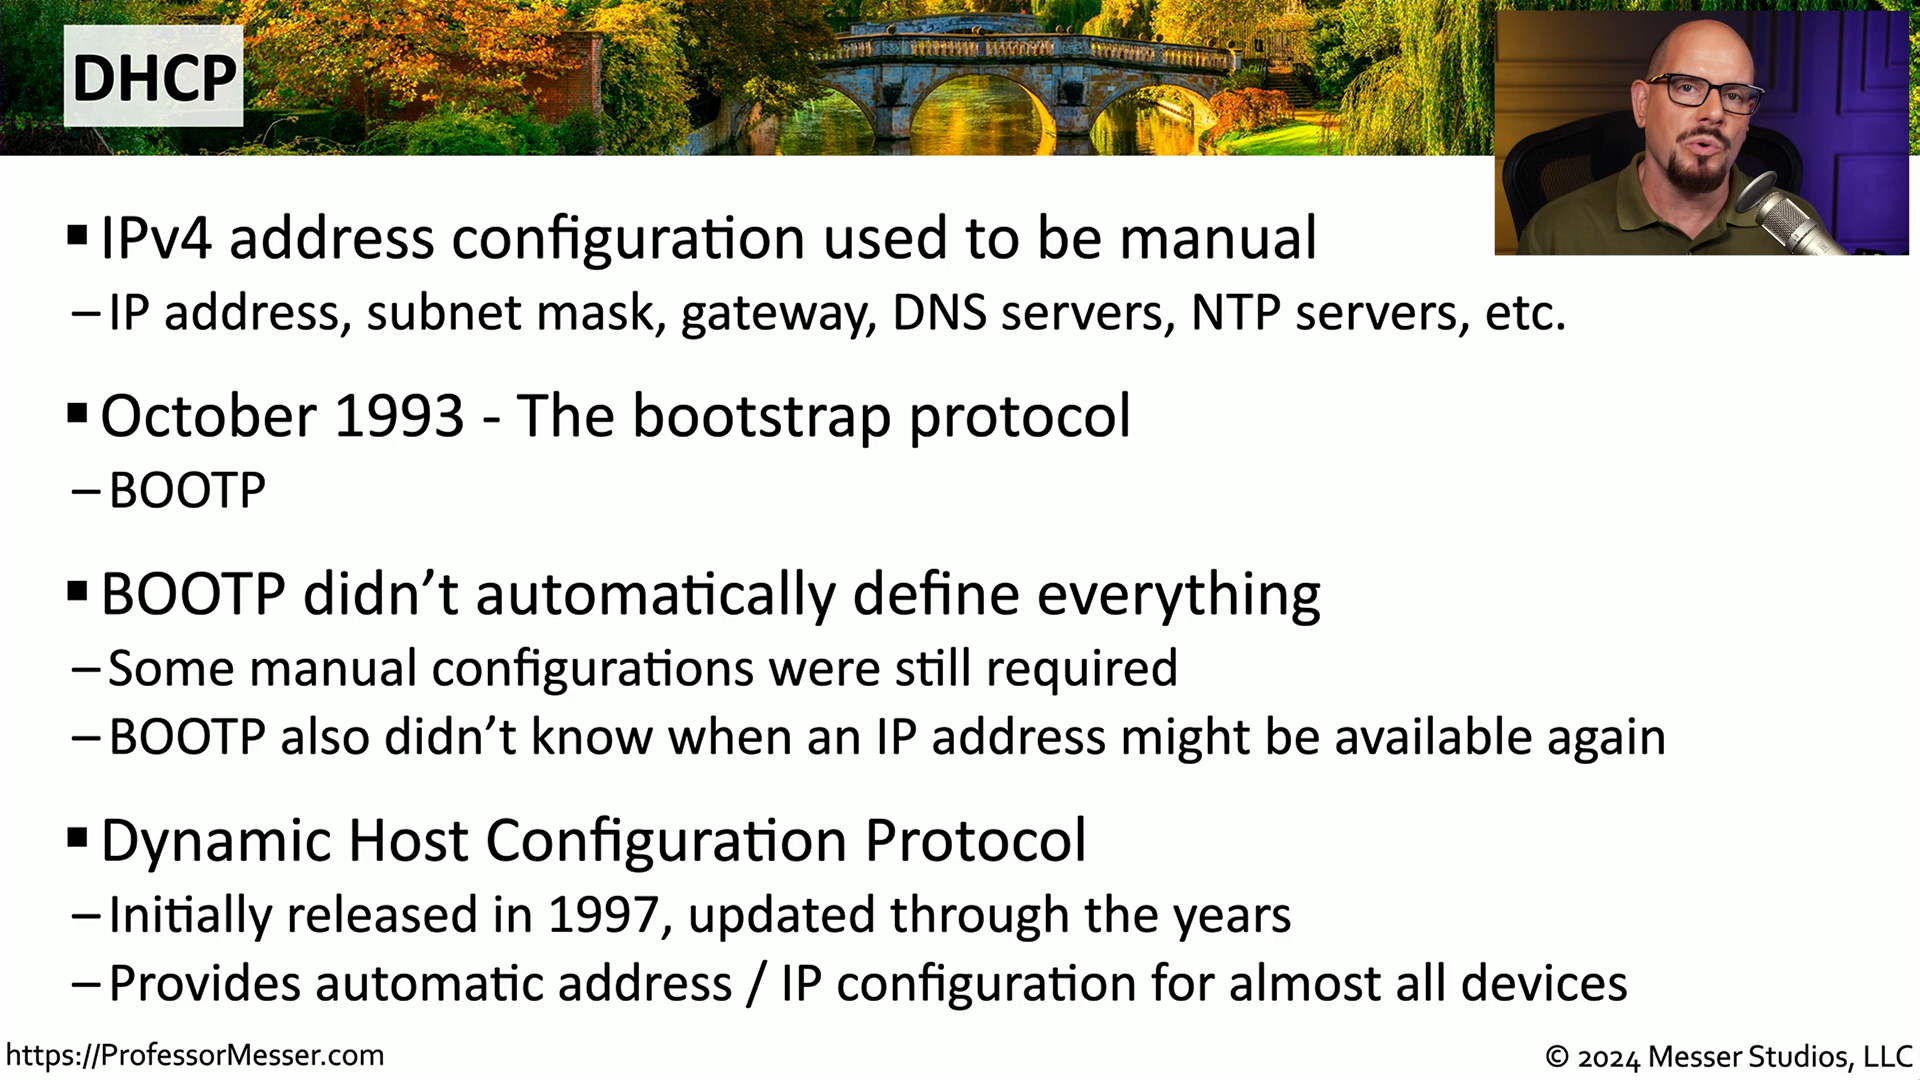 DHCP
▪ IPv4 address configuration used to be manual
– IP address, subnet mask, gateway, DNS servers, NTP servers, etc.
▪ October 1993 - The bootstrap protocol
– BOOTP
▪ BOOTP didn’t automatically define everything
– Some manual configurations were still required
– BOOTP also didn’t know when an IP address might be available again
▪ Dynamic Host Configuration Protocol
– Initially released in 1997, updated through the years
– Provides automatic address / IP configuration for almost all devices
https://ProfessorMesser.com
© 2024 Messer Studios, LLC